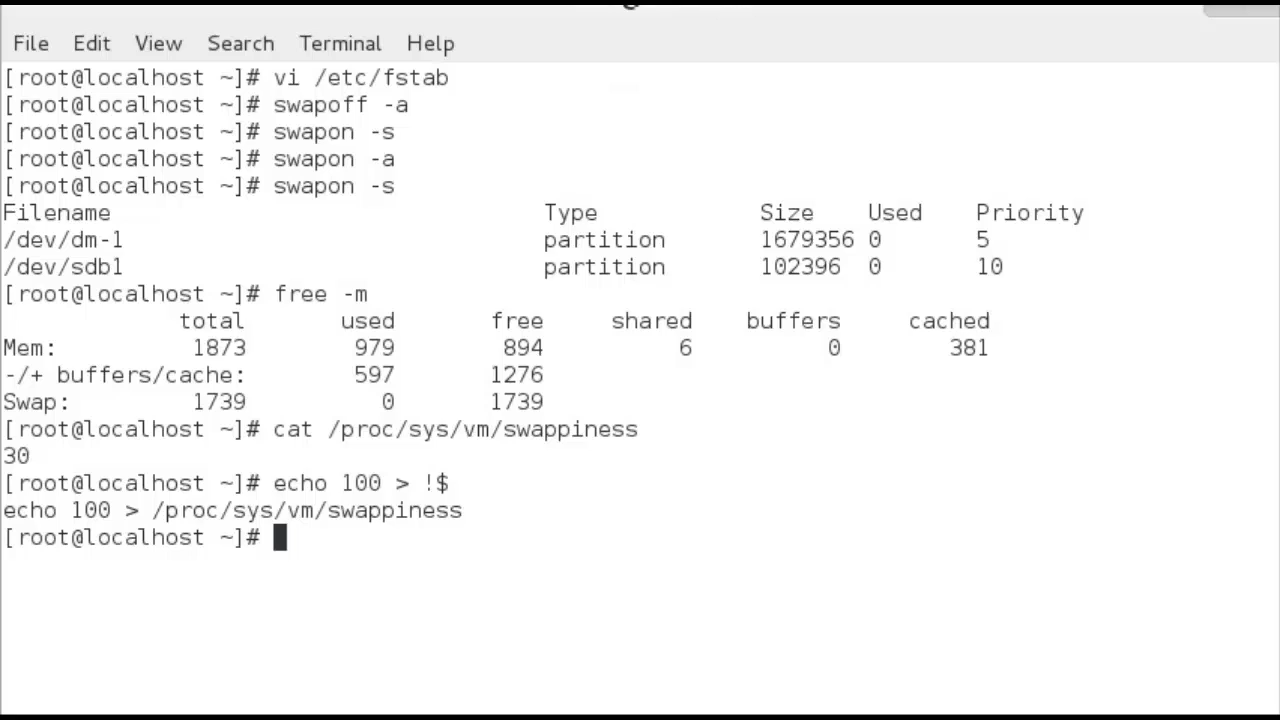 File Edit View Search Terminal Help
[root@localhost ~]# vi /etc/fstab
[root@localhost ~]# swapoff -a
[root@localhost ~]# swapon -s
[root@localhost ~]# swapon -a
[root@localhost ~]# swapon -s
Filename Type Size Used Priority
/dev/dm-1 partition 1679356 0 5
/dev/sdb1 partition 102396 0 10
[root@localhost ~]# free -m
total used free shared buffers cached
Mem: 1873 979 894 6 0 381
-/+ buffers/cache: 597 1276
Swap: 1739 0 1739
[root@localhost ~]# cat /proc/sys/vm/swappiness
30
[root@localhost ~]# echo 100 > !$
echo 100 > /proc/sys/vm/swappiness
[root@localhost ~]#